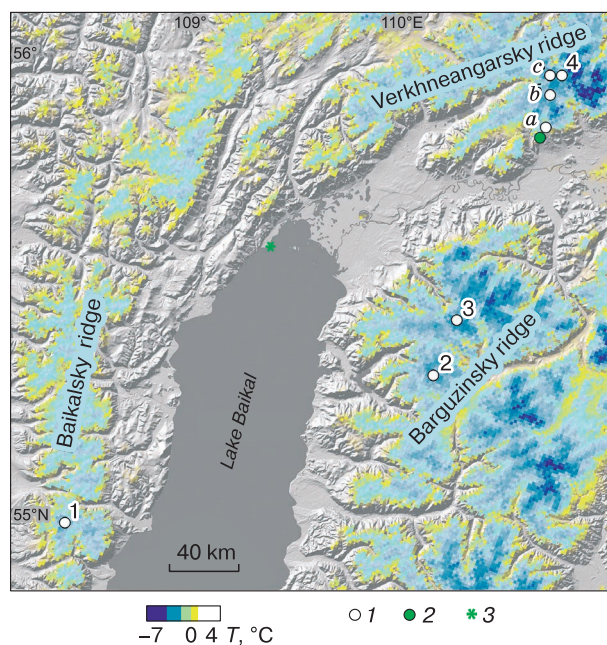 109°
110°
56°
Verkhneangarsky ridge
c
4
b
a
Baikalsky ridge
3
2
Barguzinsky ridge
Lake Baikal
55°N
1
40 km
−7 0 4 T, °C
1 2 3